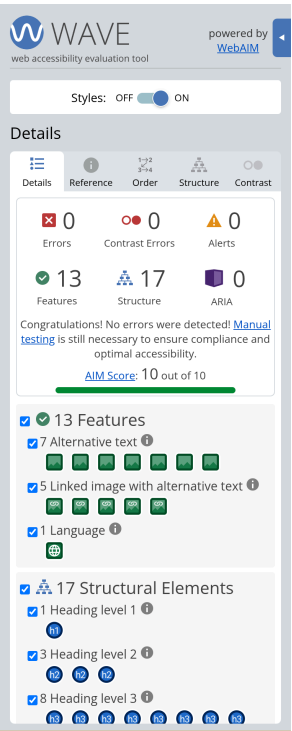 WAVE
web accessibility evaluation tool
powered by
WebAIM
Styles: OFF ON
Details
1→2
3→4
Details Reference Order Structure Contrast
0 0 0
Errors Contrast Errors Alerts
13 17 0
Features Structure ARIA
Congratulations! No errors were detected! Manual
testing is still necessary to ensure compliance and
optimal accessibility.
AIM Score: 10 out of 10
13 Features
7 Alternative text
5 Linked image with alternative text
1 Language
17 Structural Elements
1 Heading level 1
h1
3 Heading level 2
h2 h2 h2
8 Heading level 3
h3 h3 h3 h3 h3 h3 h3 h3